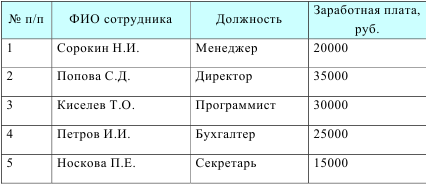 № п/п ФИО сотрудника Должность Заработная плата, руб.
1 Сорокин Н.И. Менеджер 20000
2 Попова С.Д. Директор 35000
3 Киселев Т.О. Программист 30000
4 Петров И.И. Бухгалтер 25000
5 Носкова П.Е. Секретарь 15000